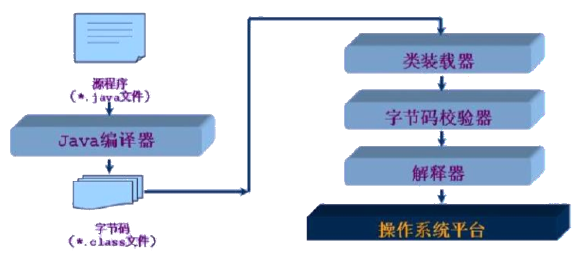 源程序
(*.java文件)
Java编译器
字节码
(*.class文件)
类装载器
字节码校验器
解释器
操作系统平台